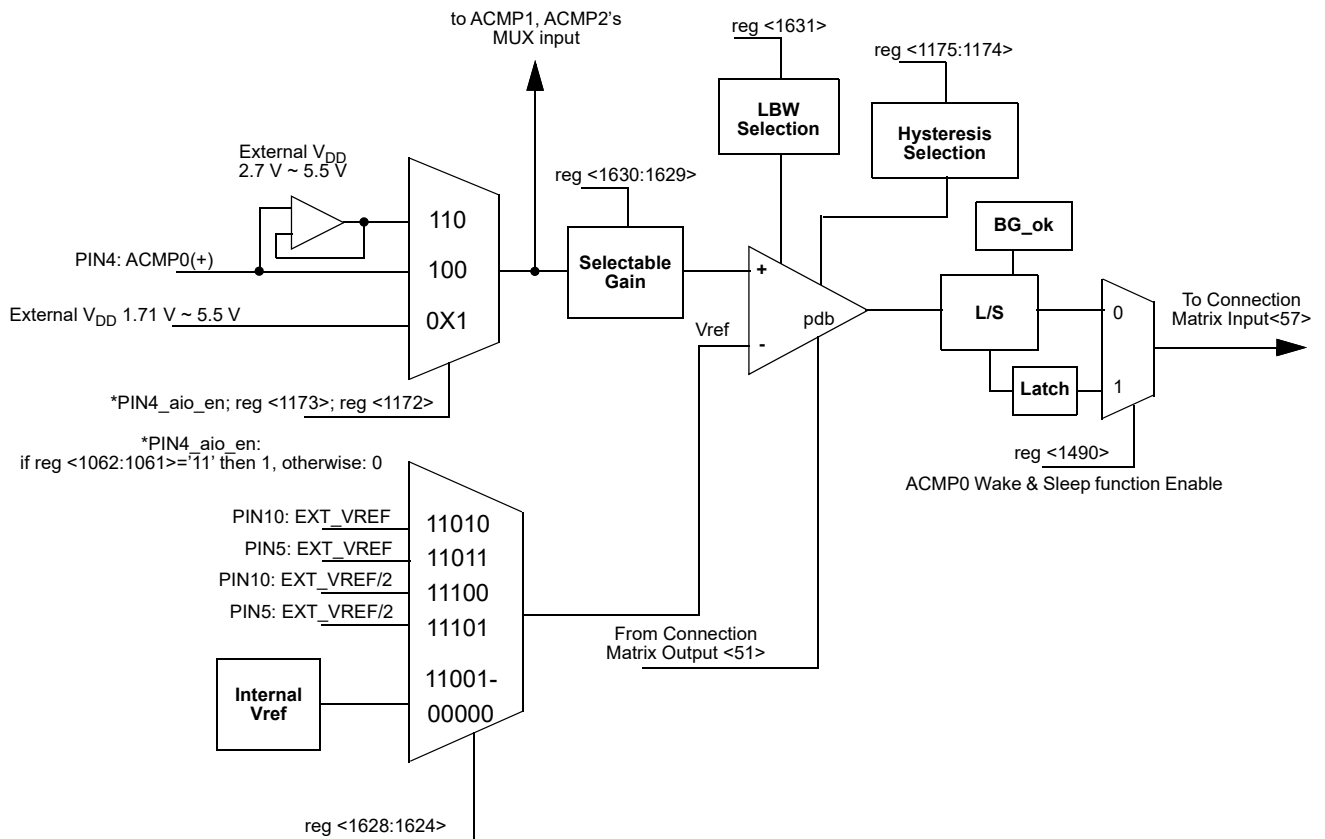 to ACMP1, ACMP2's
MUX input
reg <1631>
reg <1175:1174>
LBW
Selection
Hysteresis
Selection
External VDD
2.7 V ~ 5.5 V
reg <1630:1629>
110
BG_ok
PIN4: ACMP0(+)
100
Selectable
Gain
+
External VDD 1.71 V ~ 5.5 V
0X1
Vref
-
pdb
L/S
0
To Connection
Matrix Input<57>
Latch
1
*PIN4_aio_en; reg <1173>; reg <1172>
*PIN4_aio_en:
if reg <1062:1061>='11' then 1, otherwise: 0
reg <1490>
ACMP0 Wake & Sleep function Enable
PIN10: EXT_VREF
11010
PIN5: EXT_VREF
11011
PIN10: EXT_VREF/2
11100
PIN5: EXT_VREF/2
11101
From Connection
Matrix Output <51>
Internal
Vref
11001-
00000
reg <1628:1624>